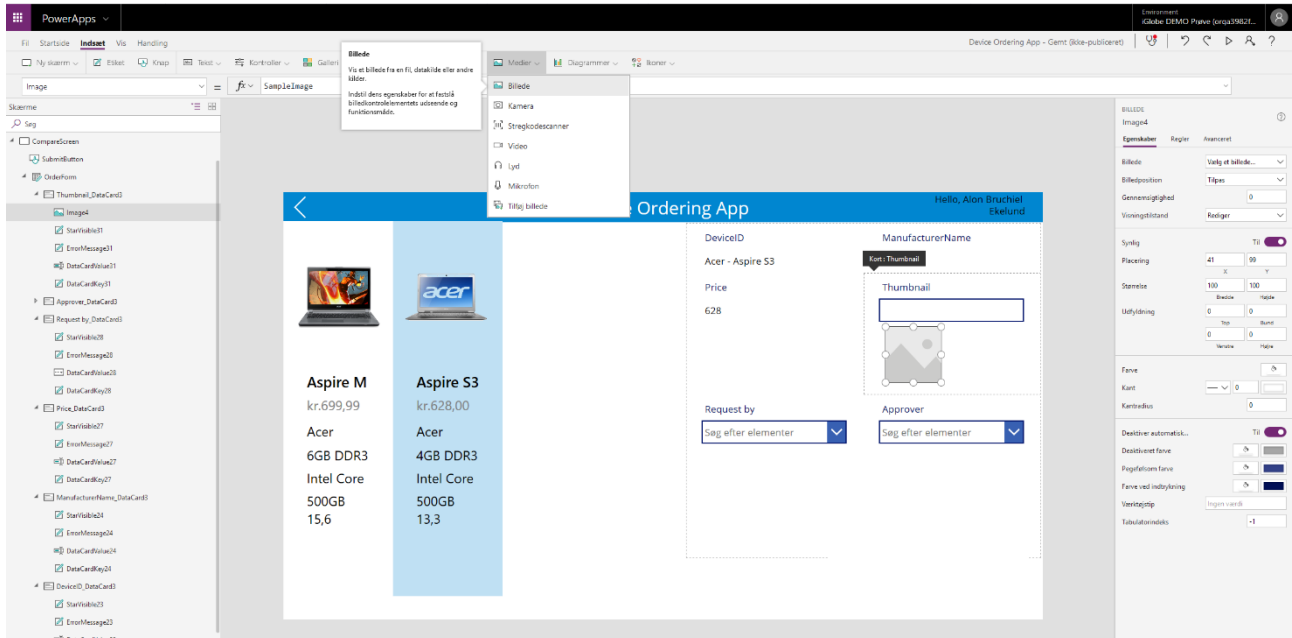 PowerApps
Environment
iGlobe DEMO Prøve (orqa3982f...
Fil Startside Indsæt Vis Handling
Device Ordering App - Gemt (ikke-publiceret)
Ny skærm
Etiket
Knap
Tekst
Kontroller
Galleri
Medier
Diagrammer
Ikoner
Image
=
fx
SampleImage
Billede
Vis et billede fra en fil, datakilde eller andre
kilder.
Indstil dens egenskaber for at fastslå
billedkontrolelementets udseende og
funktionsmåde.
Billede
Kamera
Stregkodescanner
Video
Lyd
Mikrofon
Tilføj billede
Skærme
Søg
CompareScreen
SubmitButton
OrderForm
Thumbnail_DataCard3
Image4
StarVisible31
ErrorMessage31
DataCardValue31
DataCardKey31
Approver_DataCard3
Request by_DataCard3
StarVisible28
ErrorMessage28
DataCardValue28
DataCardKey28
Price_DataCard3
StarVisible27
ErrorMessage27
DataCardValue27
DataCardKey27
ManufacturerName_DataCard3
StarVisible24
ErrorMessage24
DataCardValue24
DataCardKey24
DeviceID_DataCard3
StarVisible23
ErrorMessage23
Ordering App
Hello, Alon Bruchiel
Ekelund
acer
Aspire M
kr.699,99
Acer
6GB DDR3
Intel Core
500GB
15,6
Aspire S3
kr.628,00
Acer
4GB DDR3
Intel Core
500GB
13,3
DeviceID
Acer - Aspire S3
ManufacturerName
Kort : Thumbnail
Price
628
Thumbnail
Request by
Søg efter elementer
Approver
Søg efter elementer
BILLEDE
Image4
Egenskaber Regler Avanceret
Billede Vælg et billede...
Billedposition Tilpas
Gennemsigtighed 0
Visningstilstand Rediger
Synlig Til
Placering 41 99
X Y
Størrelse 100 100
Bredde Højde
Udfyldning 0 0
Top Bund
0 0
Venstre Højre
Farve
Kant 0
Kantradius 0
Deaktiver automatisk... Til
Deaktiveret farve
Pegefølsom farve
Farve ved indtrykning
Værktøjstip Ingen værdi
Tabulatorindeks -1